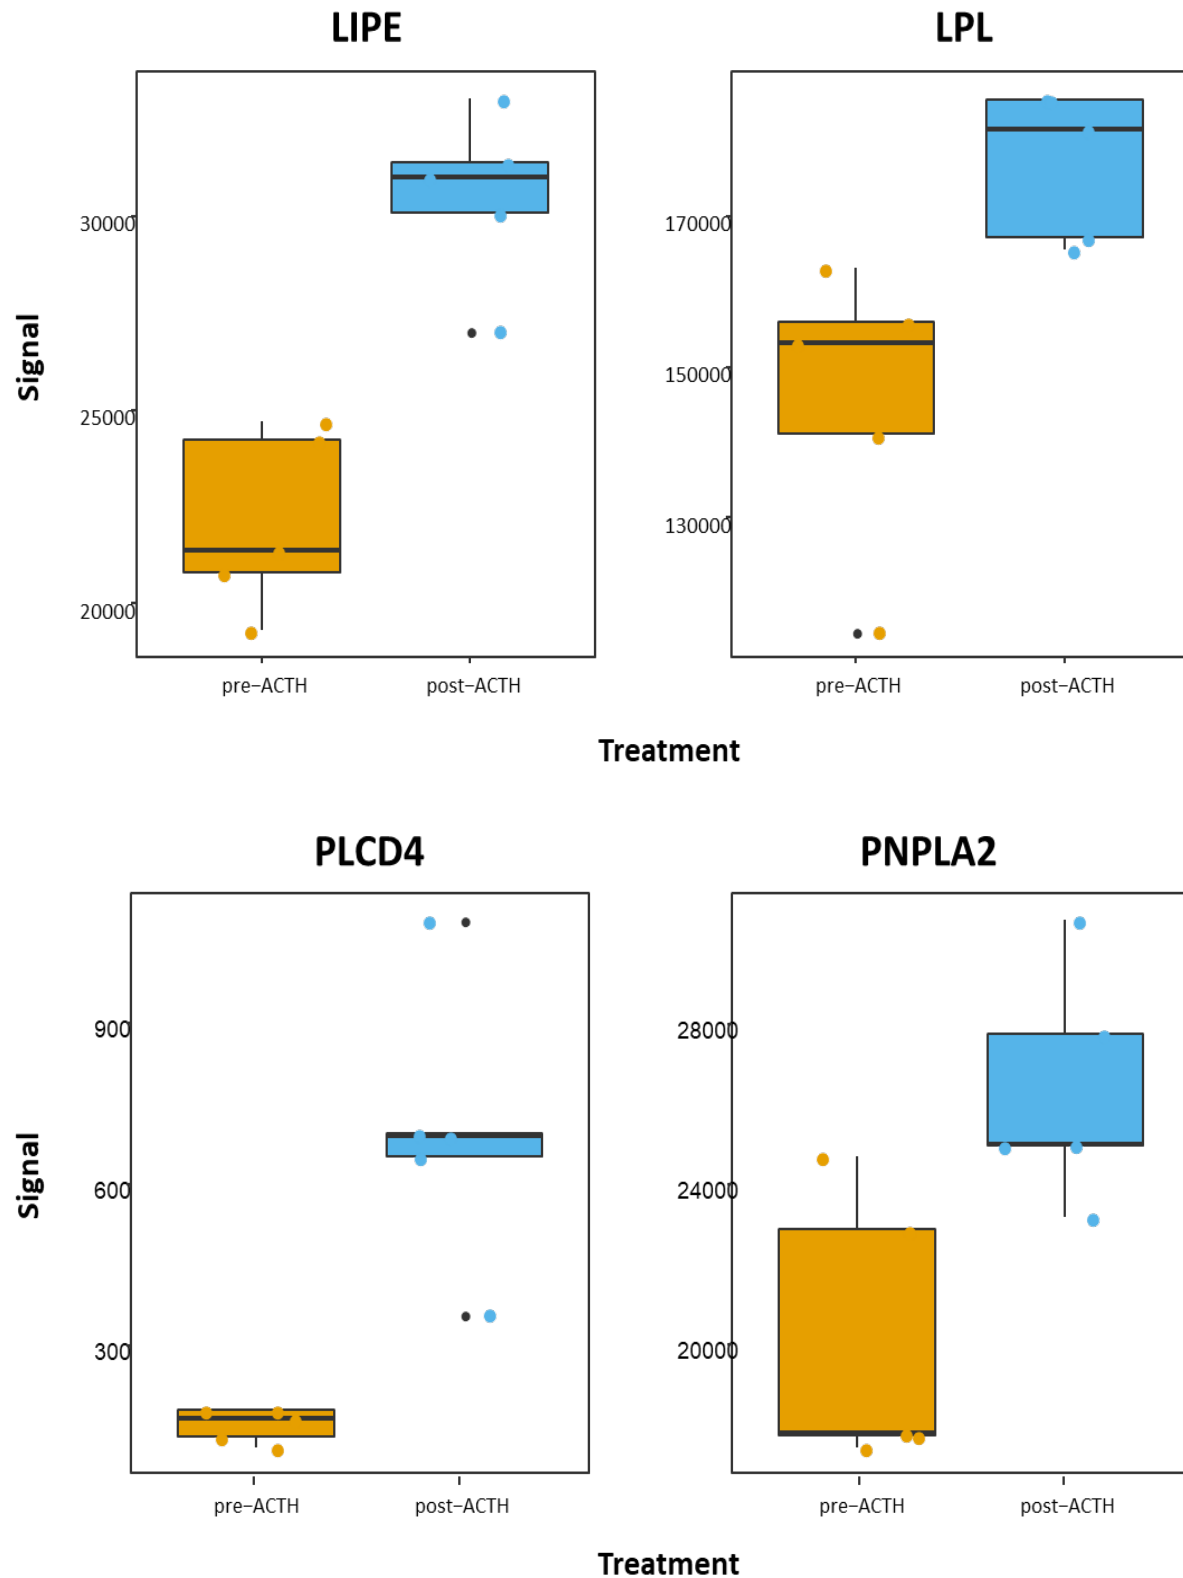 LIPE
LPL
Signal
30000
25000
20000
170000
150000
130000
pre−ACTH
post−ACTH
pre−ACTH
post−ACTH
Treatment
PLCD4
PNPLA2
Signal
900
600
300
28000
24000
20000
pre−ACTH
post−ACTH
pre−ACTH
post−ACTH
Treatment